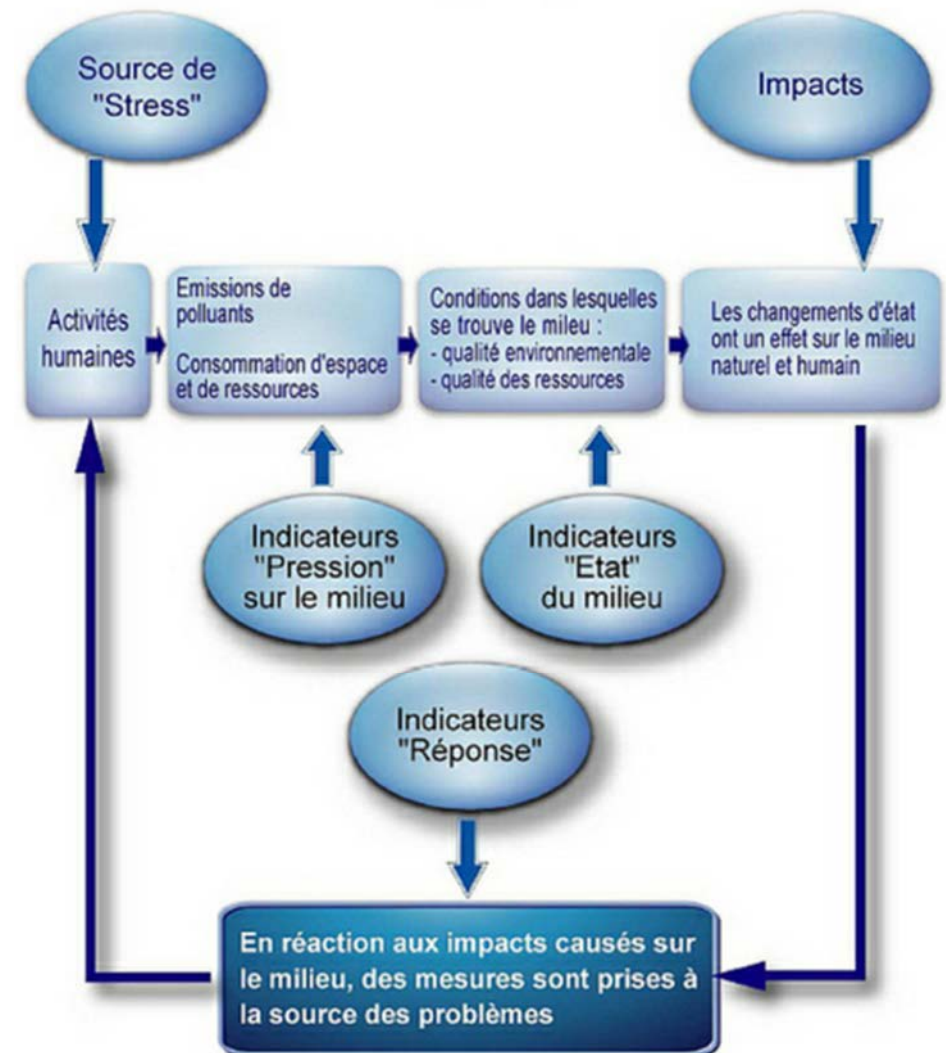 Source de
"Stress"
Impacts
Activités
humaines
Emissions de
polluants
Consommation d'espace
et de ressources
Conditions dans lesquelles
se trouve le mileu :
- qualité environnementale
- qualité des ressources
Les changements d'état
ont un effet sur le milieu
naturel et humain
Indicateurs
"Pression"
sur le milieu
Indicateurs
"Etat"
du milieu
Indicateurs
"Réponse"
En réaction aux impacts causés sur
le milieu, des mesures sont prises à
la source des problèmes